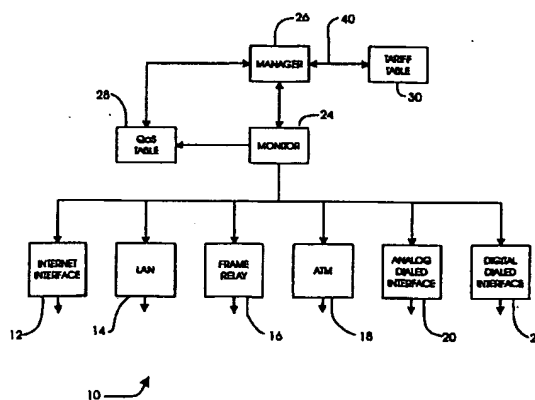 26
40
MANAGER
TARIFF
TABLE
30
28
24
QoS
TABLE
MONITOR
INTERNET
INTERFACE
LAN
FRAME
RELAY
ATM
ANALOG
DIALED
INTERFACE
DIGITAL
DIALED
INTERFACE
12
14
16
18
20
10